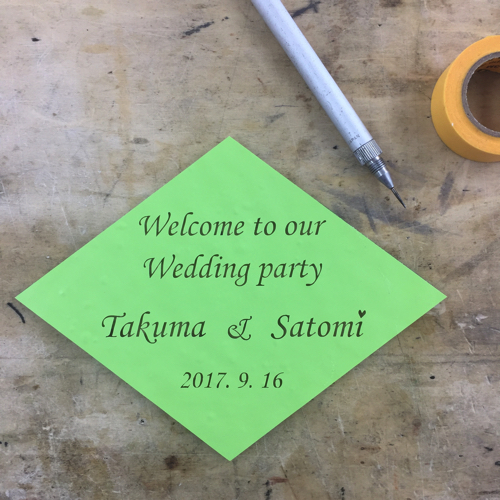 Welcome to our
Wedding party
Takuma & Satomi
2017. 9. 16